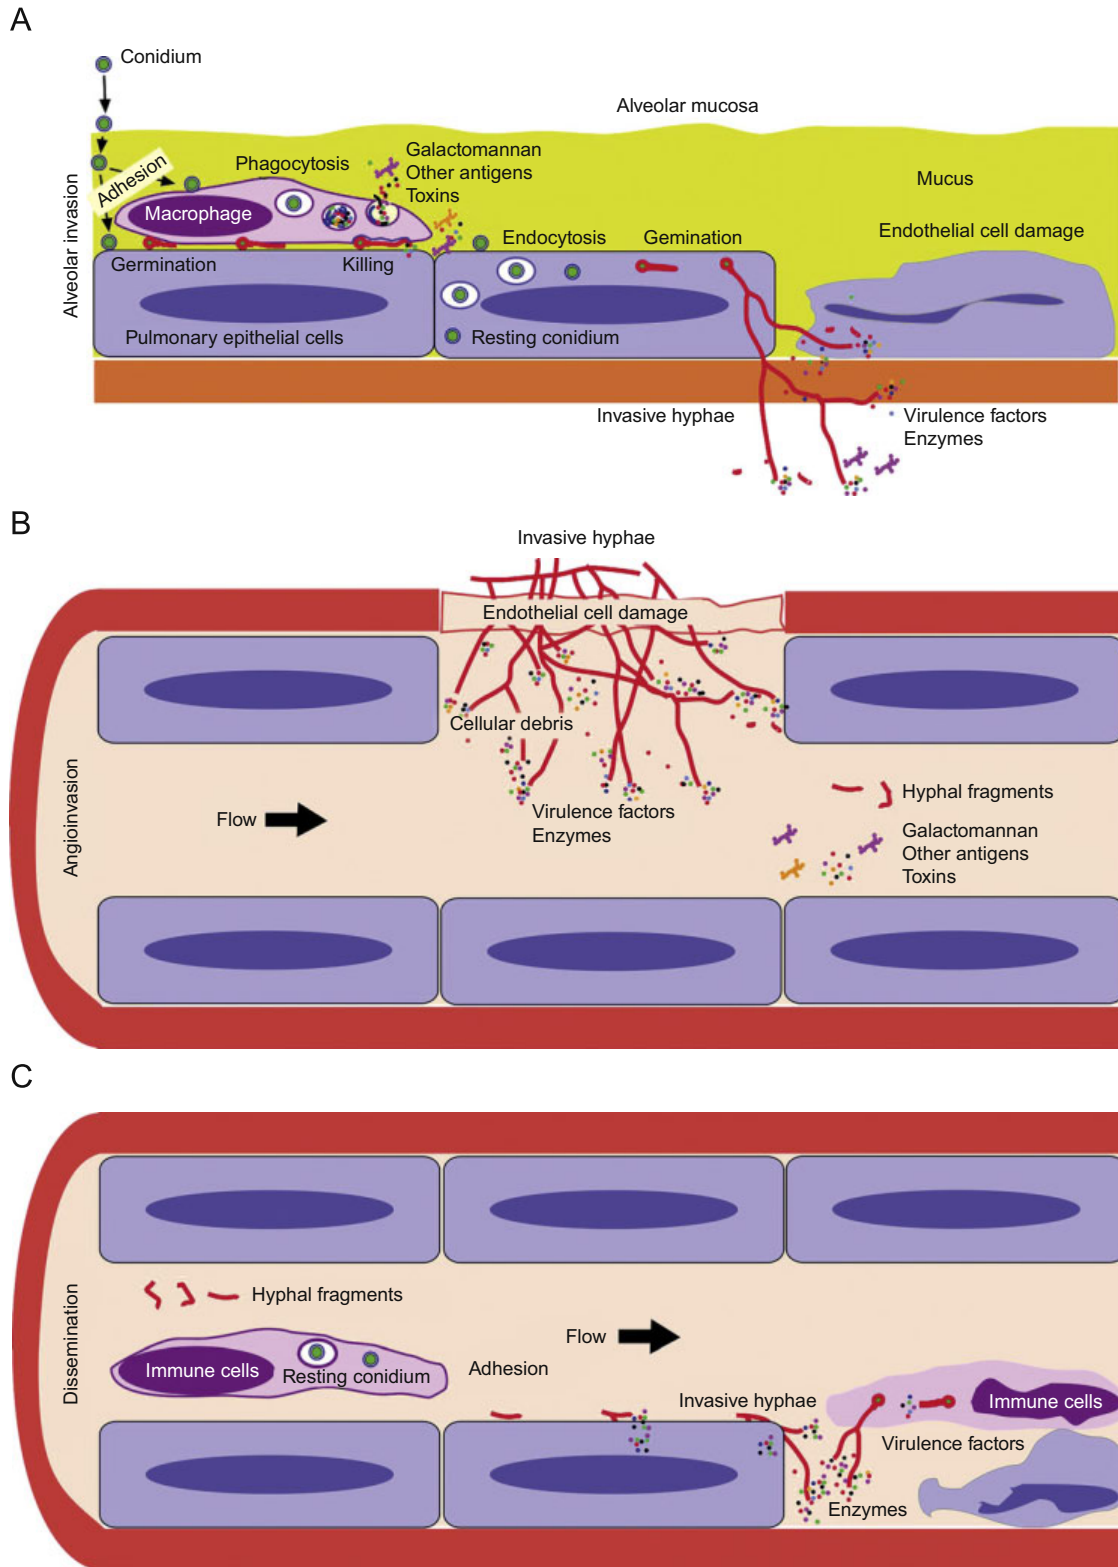 A
Conidium
Alveolar mucosa
Adhesion
Phagocytosis
Galactomannan
Other antigens
Toxins
Mucus
Macrophage
Alveolar invasion
Endothelial cell damage
Endocytosis
Gemination
Germination
Killing
Pulmonary epithelial cells
Resting conidium
Invasive hyphae
Virulence factors
Enzymes
B
Invasive hyphae
Endothelial cell damage
Cellular debris
Angioinvasion
Flow
Virulence factors
Enzymes
Hyphal fragments
Galactomannan
Other antigens
Toxins
C
Dissemination
Hyphal fragments
Flow
Immune cells
Resting conidium
Adhesion
Invasive hyphae
Immune cells
Virulence factors
Enzymes